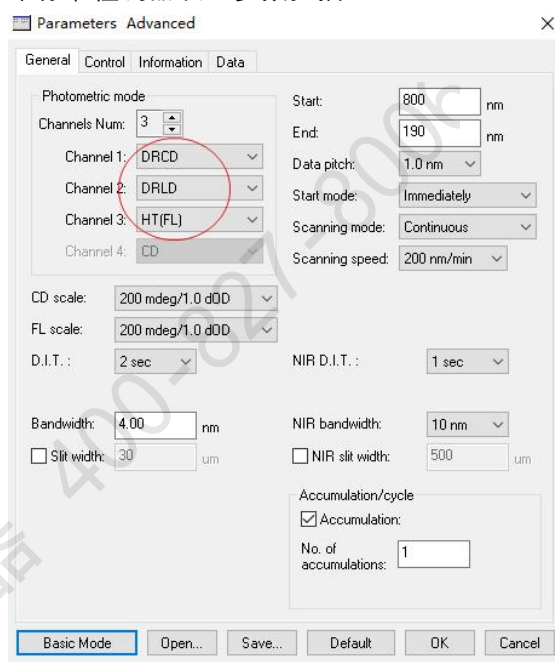 Parameters Advanced
General Control Information Data
Photometric mode
Channels Num: 3
Channel 1: DRCD
Channel 2: DRLD
Channel 3: HT(FL)
Channel 4: CD
Start: 800 nm
End: 190 nm
Data pitch: 1.0 nm
Start mode: Immediately
Scanning mode: Continuous
Scanning speed: 200 nm/min
CD scale: 200 mdeg/1.0 dOD
FL scale: 200 mdeg/1.0 dOD
D.I.T. : 2 sec
NIR D.I.T. : 1 sec
Bandwidth: 4.00 nm
NIR bandwidth: 10 nm
Slit width: 30 um
NIR slit width: 500 um
Accumulation/cycle
Accumulation:
No. of
accumulations: 1
Basic Mode Open... Save... Default OK Cancel
器 400-827-800